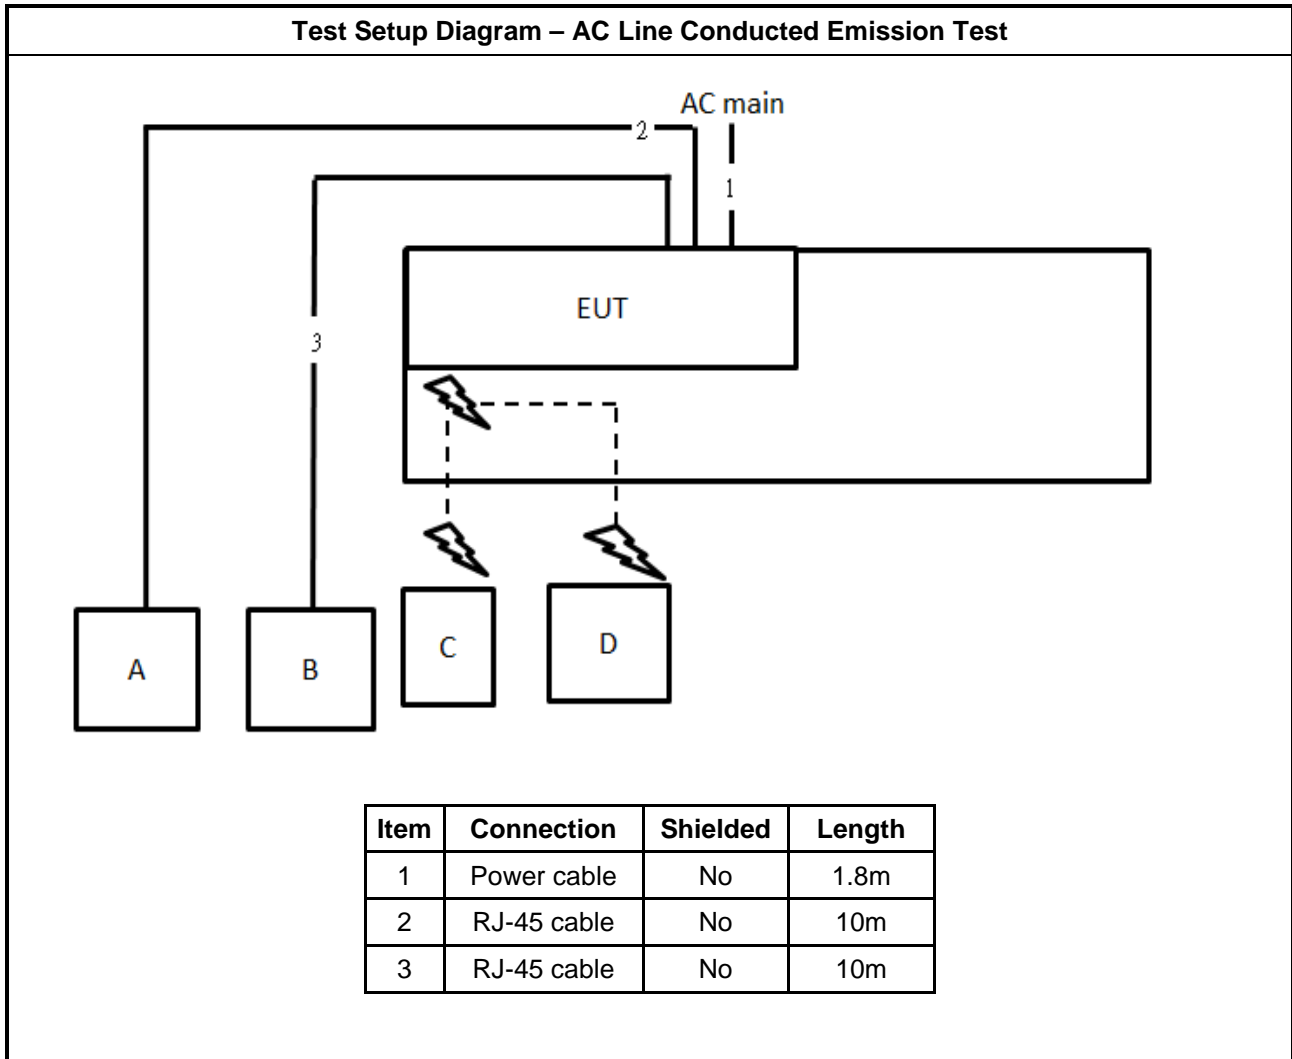 Test Setup Diagram – AC Line Conducted Emission Test
AC main
2
1
EUT
3
A
B
C
D
Item Connection Shielded Length
1 Power cable No 1.8m
2 RJ-45 cable No 10m
3 RJ-45 cable No 10m